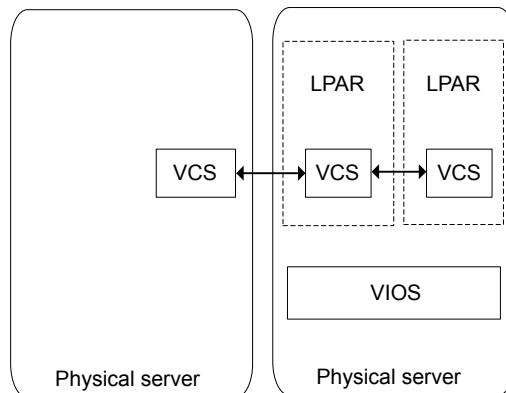 LPAR
LPAR
VCS
VCS
VCS
VIOS
Physical server
Physical server